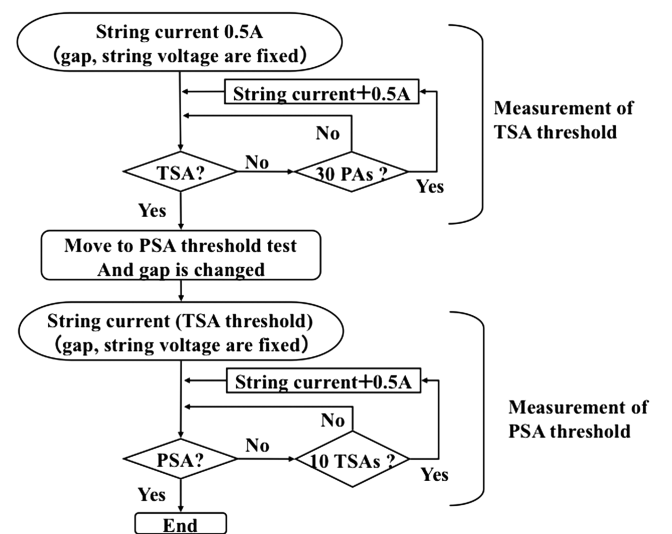 String current 0.5A
(gap, string voltage are fixed)
String current+0.5A
No
TSA?
No
30 PAs ?
Yes
Yes
Measurement of
TSA threshold
Move to PSA threshold test
And gap is changed
String current (TSA threshold)
(gap, string voltage are fixed)
String current+0.5A
No
PSA?
No
10 TSAs ?
Yes
Yes
End
Measurement of
PSA threshold